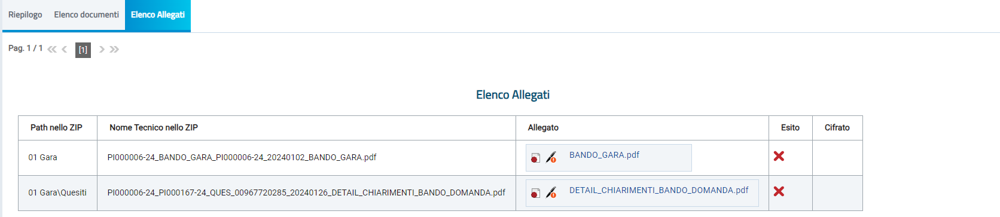 Riepilogo Elenco documenti Elenco Allegati
Pag. 1 / 1 [1]
Elenco Allegati
Path nello ZIP Nome Tecnico nello ZIP Allegato Esito Cifrato
01 Gara PI000006-24_BANDO_GARA_PI000006-24_20240102_BANDO_GARA.pdf BANDO_GARA.pdf
01 Gara\Quesiti PI000006-24_PI000167-24_QUES_00967720285_20240126_DETAIL_CHIARIMENTI_BANDO_DOMANDA.pdf DETAIL_CHIARIMENTI_BANDO_DOMANDA.pdf